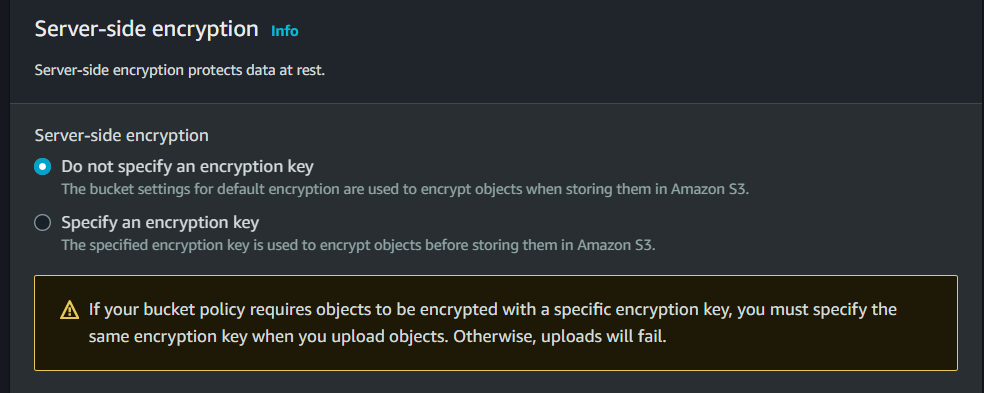 Server-side encryption Info
Server-side encryption protects data at rest.
Server-side encryption
Do not specify an encryption key
The bucket settings for default encryption are used to encrypt objects when storing them in Amazon S3.
Specify an encryption key
The specified encryption key is used to encrypt objects before storing them in Amazon S3.
If your bucket policy requires objects to be encrypted with a specific encryption key, you must specify the
same encryption key when you upload objects. Otherwise, uploads will fail.